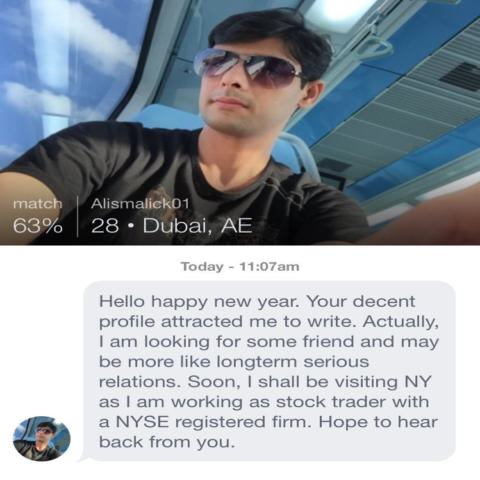 match Alismalick01
63% 28 • Dubai, AE
Today - 11:07am
Hello happy new year. Your decent
profile attracted me to write. Actually,
I am looking for some friend and may
be more like longterm serious
relations. Soon, I shall be visiting NY
as I am working as stock trader with
a NYSE registered firm. Hope to hear
back from you.